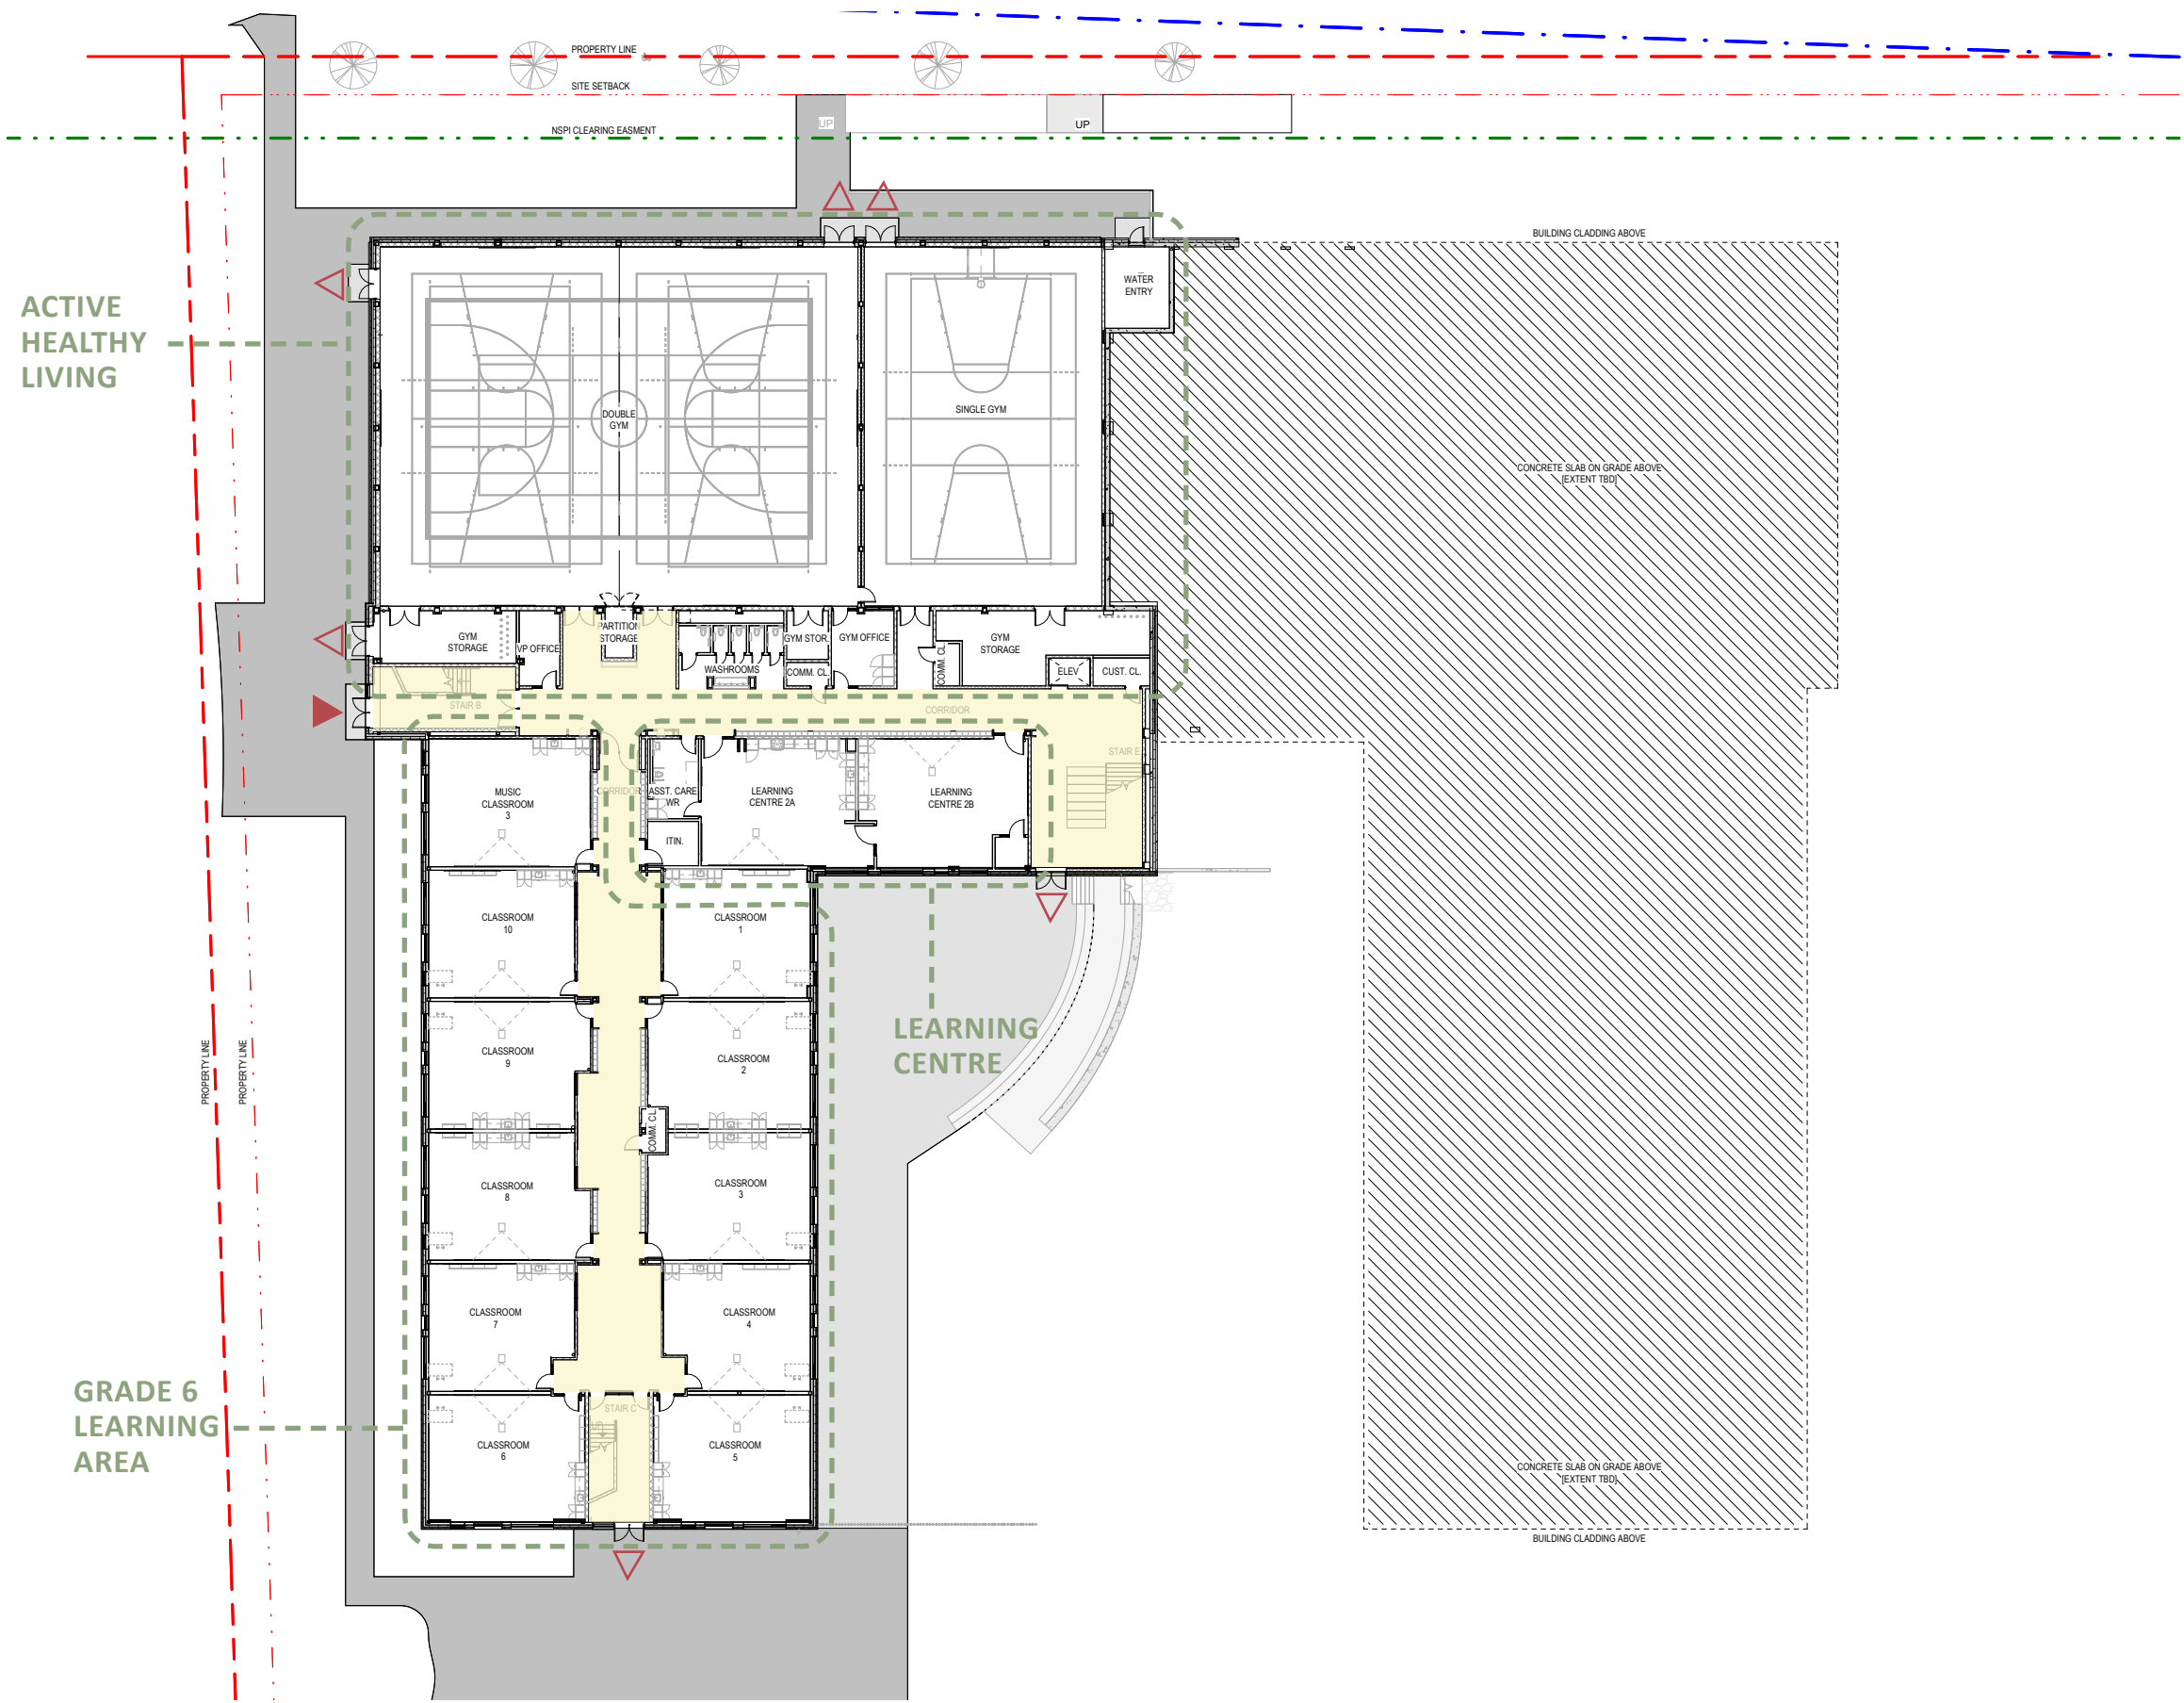 PROPERTY LINE
SITE SETBACK
NSPI CLEARING EASMENT
UP
UP
BUILDING CLADDING ABOVE
WATER
ENTRY
ACTIVE
HEALTHY
LIVING
DOUBLE
GYM
SINGLE GYM
CONCRETE SLAB ON GRADE ABOVE
[EXTENT TBD]
GYM
STORAGE
VP OFFICE
PARTITION
STORAGE
WASHROOMS
GYM STOR.
COMM. CL.
GYM OFFICE
COMM. CL.
GYM
STORAGE
ELEV
CUST. CL.
STAIR B
CORRIDOR
STAIR E
MUSIC
CLASSROOM
3
CORRIDOR
ASST. CARE
WR
ITIN.
LEARNING
CENTRE 2A
LEARNING
CENTRE 2B
CLASSROOM
10
CLASSROOM
1
LEARNING
CENTRE
PROPERTY LINE
PROPERTY LINE
CLASSROOM
9
CLASSROOM
2
COMM. CL.
CLASSROOM
8
CLASSROOM
3
CLASSROOM
7
CLASSROOM
4
GRADE 6
LEARNING
AREA
STAIR C
CLASSROOM
6
CLASSROOM
5
CONCRETE SLAB ON GRADE ABOVE
[EXTENT TBD]
BUILDING CLADDING ABOVE